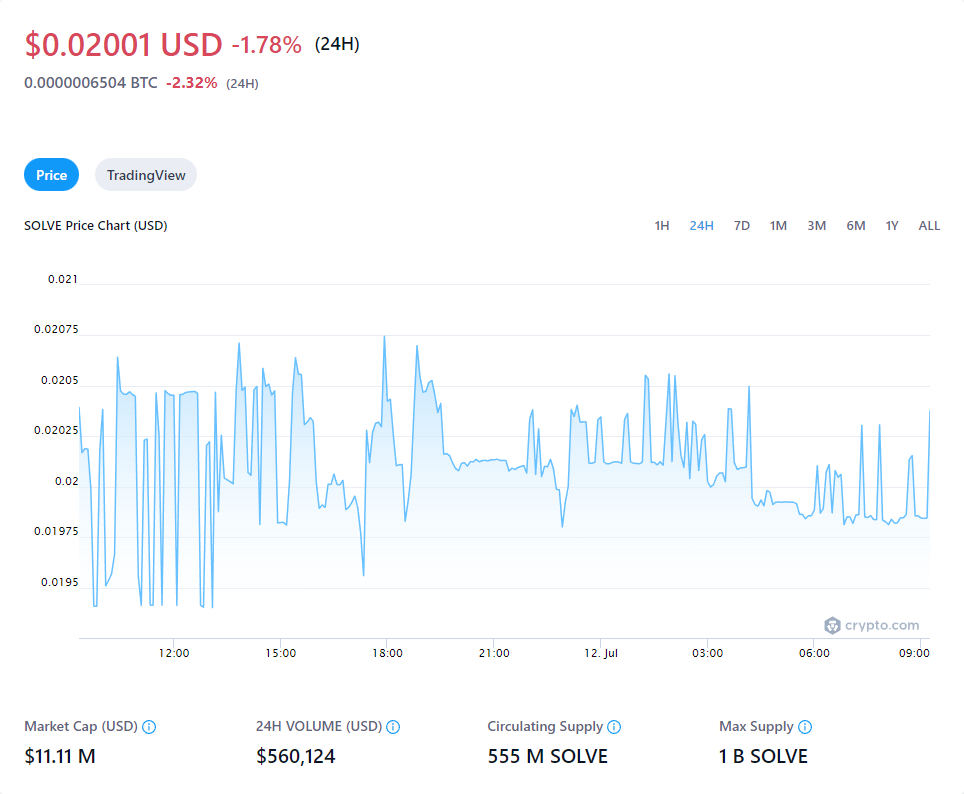 $0.02001 USD -1.78% (24H)
0.0000006504 BTC -2.32% (24H)
Price TradingView
SOLVE Price Chart (USD) 1H 24H 7D 1M 3M 6M 1Y ALL
0.021
0.02075
0.0205
0.02025
0.02
0.01975
0.0195
crypto.com
12:00 15:00 18:00 21:00 12. Jul 03:00 06:00 09:00
Market Cap (USD) 24H VOLUME (USD) Circulating Supply Max Supply
$11.11 M $560,124 555 M SOLVE 1 B SOLVE